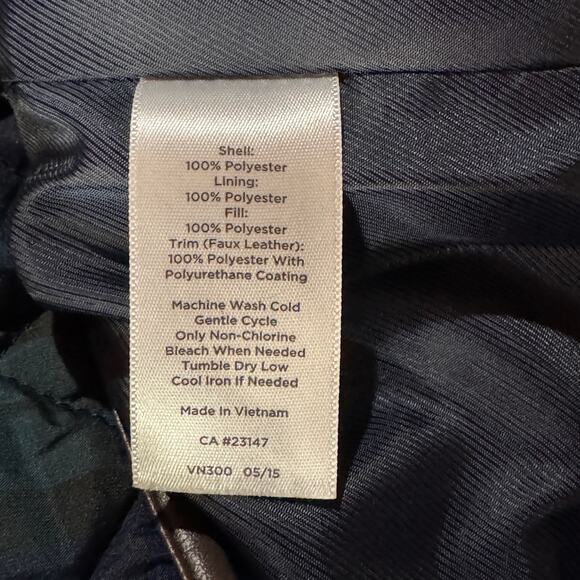 Shell:
100% Polyester
Lining:
100% Polyester
Fill:
100% Polyester
Trim (Faux Leather):
100% Polyester With
Polyurethane Coating
Machine Wash Cold
Gentle Cycle
Only Non-Chlorine
Bleach When Needed
Tumble Dry Low
Cool Iron If Needed
Made In Vietnam
CA #23147
VN300 05/15